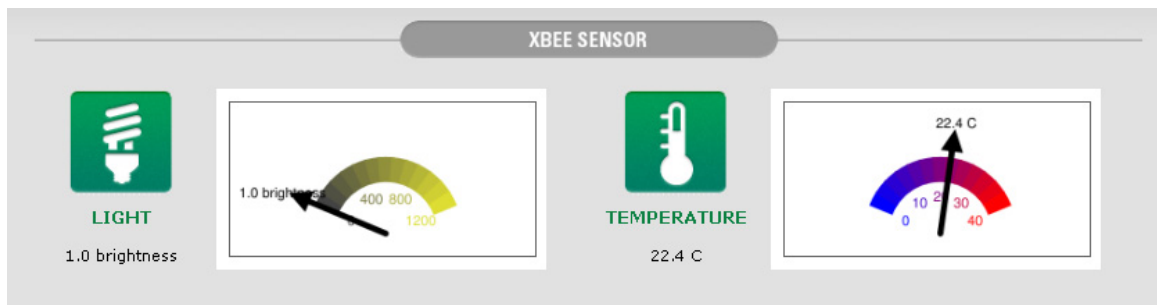 XBEE SENSOR
LIGHT
1.0 brightness
1.0 brightness
400 800
1200
TEMPERATURE
22.4 C
22.4 C
0 10 30 40